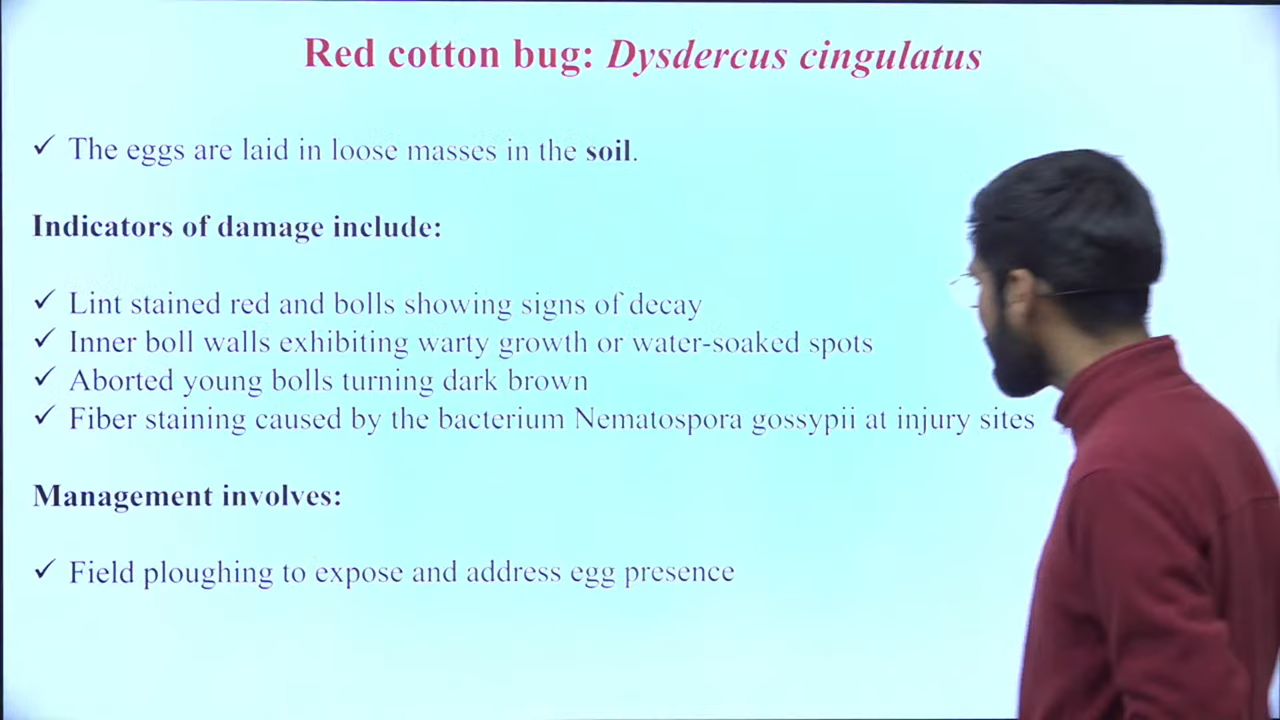 Red cotton bug: Dysdercus cingulatus
✓ The eggs are laid in loose masses in the soil.
Indicators of damage include:
✓ Lint stained red and bolls showing signs of decay
✓ Inner boll walls exhibiting warty growth or water-soaked spots
✓ Aborted young bolls turning dark brown
✓ Fiber staining caused by the bacterium Nematospora gossypii at injury sites
Management involves:
✓ Field ploughing to expose and address egg presence